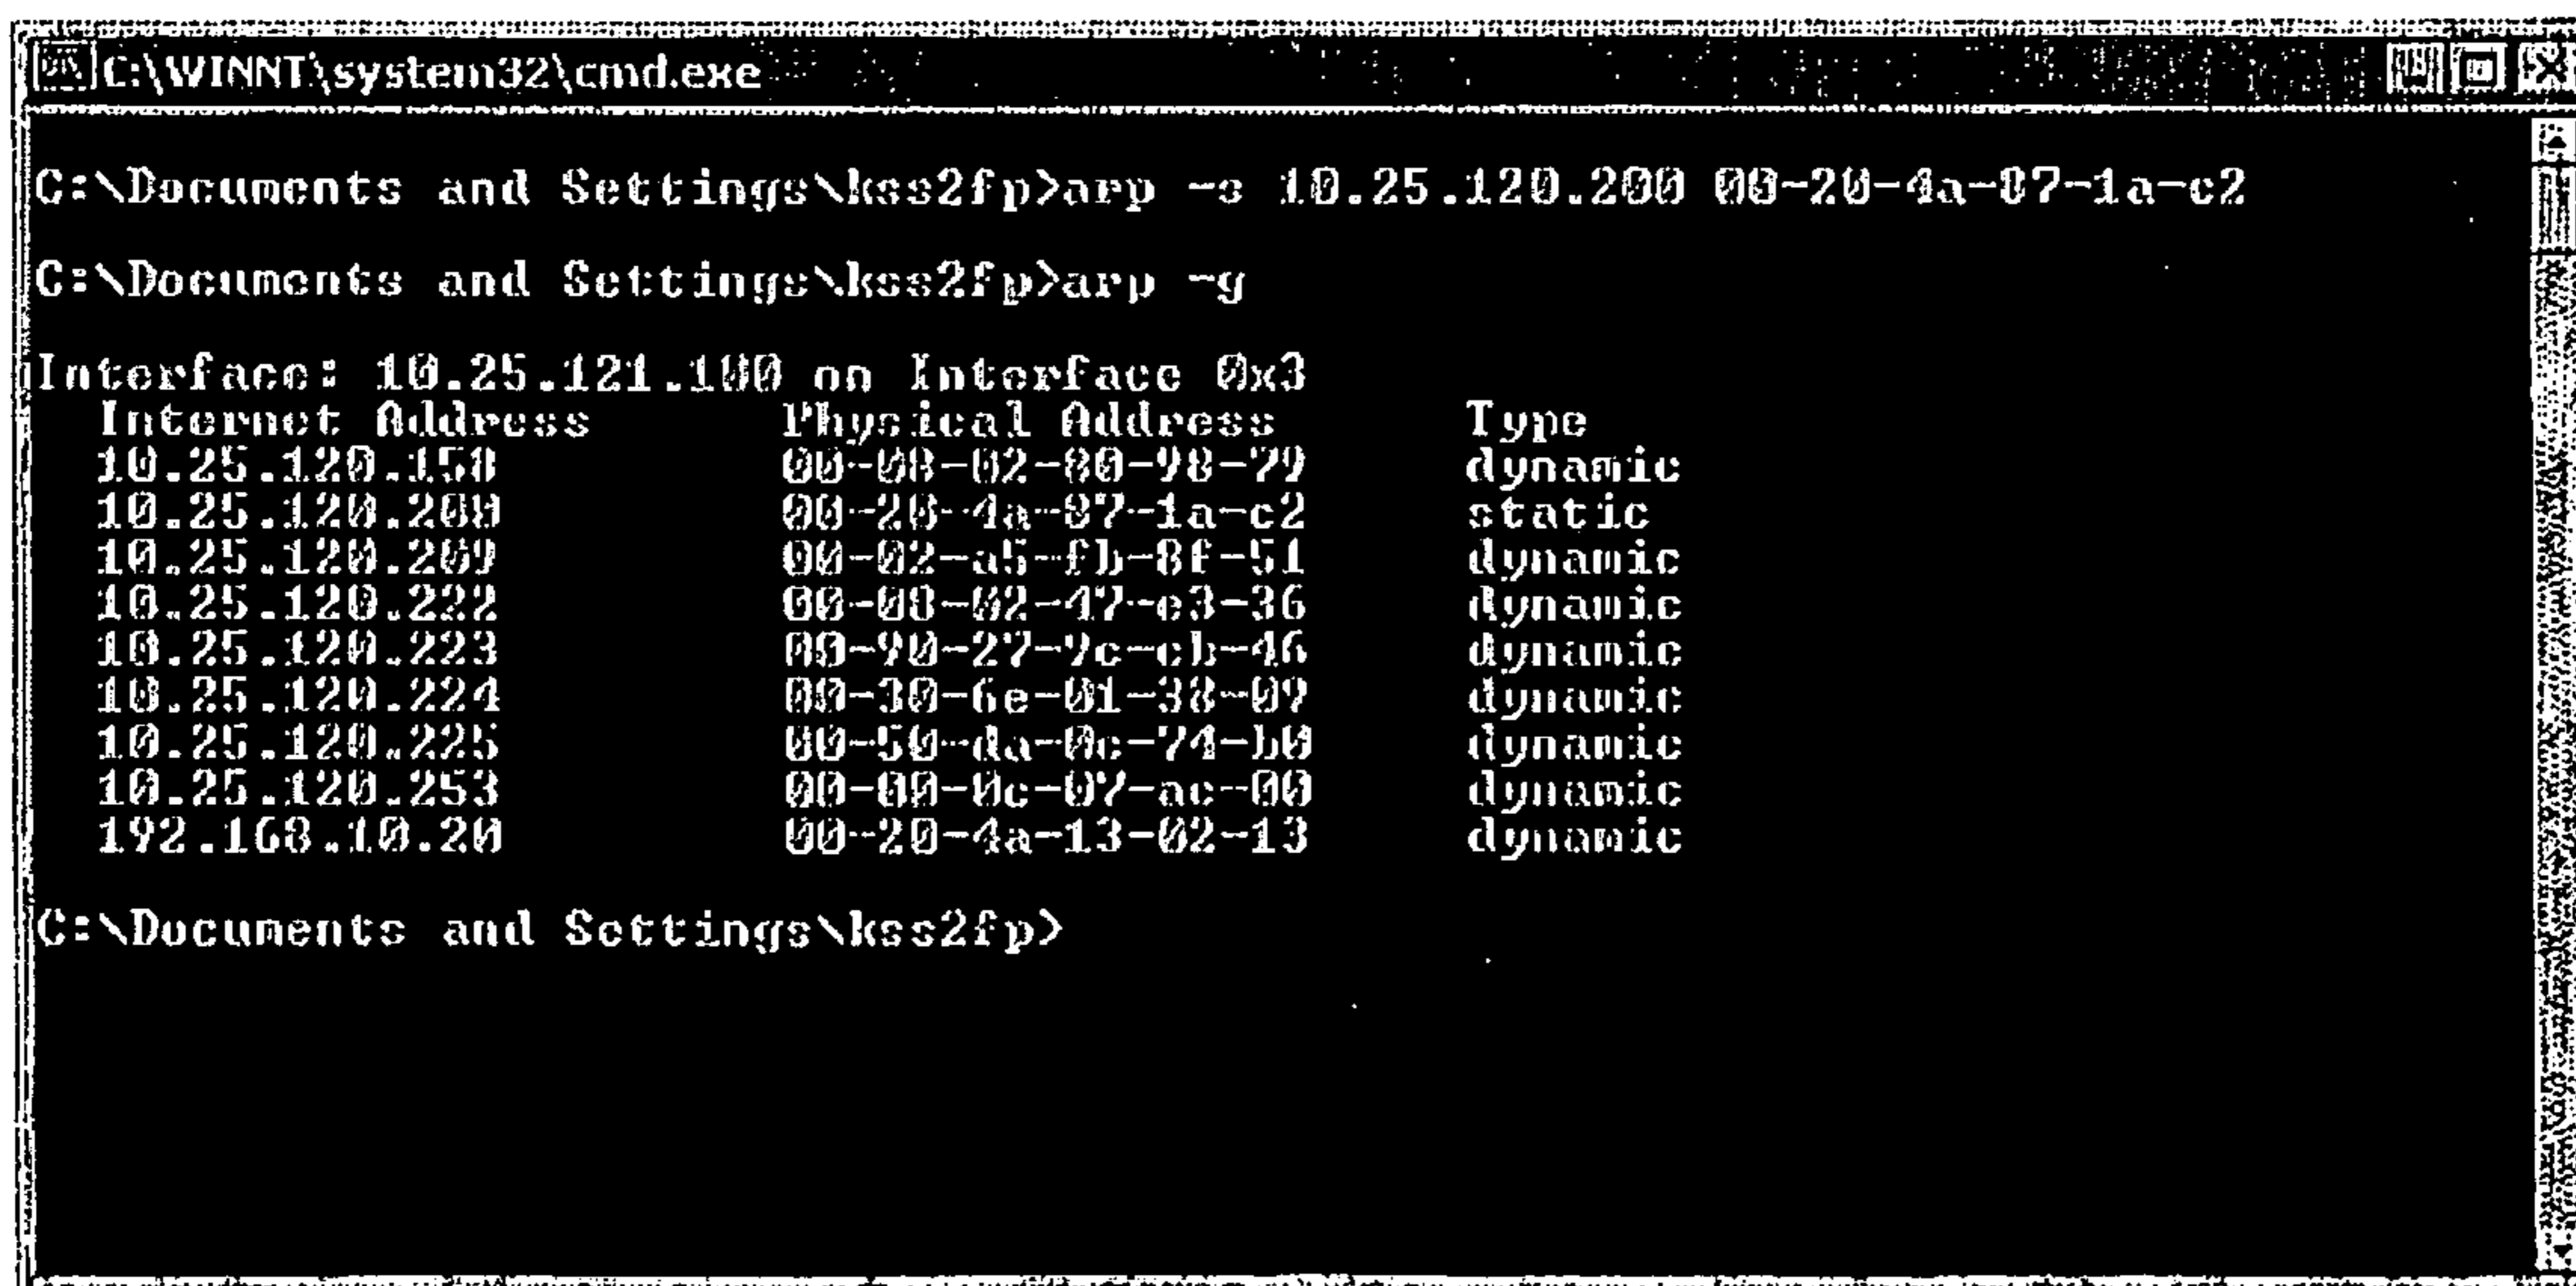 C:\WINNT\system32\cmd.exe
C:\Documents and Settings\kss2fp>arp -s 10.25.120.200 00-20-4a-87-1a-c2
C:\Documents and Settings\kss2fp>arp -g
Interface: 10.25.121.100 on Interface 0x3
Internet Address Physical Address Type
10.25.120.158 00-08-02-80-98-79 dynamic
10.25.120.200 00-20-4a-87-1a-c2 static
10.25.120.209 00-02-a5-fb-8f-51 dynamic
10.25.120.222 00-08-02-47-e3-36 dynamic
10.25.120.223 00-90-27-9c-cb-46 dynamic
10.25.120.224 00-30-6e-01-38-09 dynamic
10.25.120.225 00-50-da-0c-74-b0 dynamic
10.25.120.253 00-00-0c-07-ac-00 dynamic
192.168.10.20 00-20-4a-13-02-13 dynamic
C:\Documents and Settings\kss2fp>